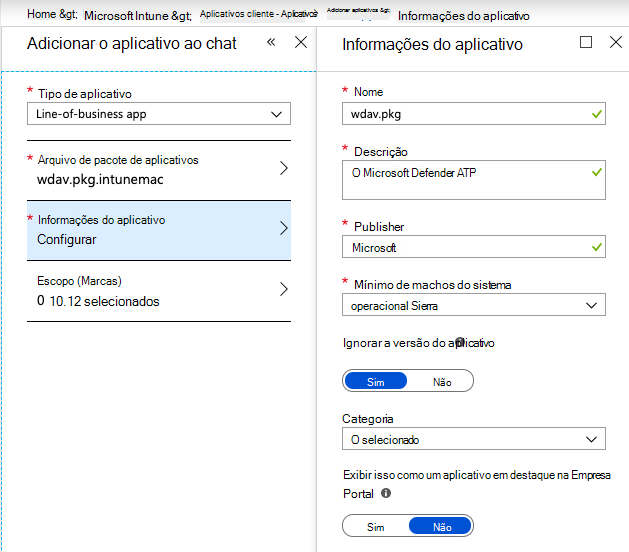 Home &gt; Microsoft Intune &gt; Aplicativos cliente - Aplicativos Adicionar aplicativos &gt; Informações do aplicativo
Adicionar o aplicativo ao chat
* Tipo de aplicativo
Line-of-business app
* Arquivo de pacote de aplicativos
wdav.pkg.intunemac
* Informações do aplicativo
Configurar
Escopo (Marcas)
0 10.12 selecionados
Informações do aplicativo
* Nome
wdav.pkg
* Descrição
O Microsoft Defender ATP
* Publisher
Microsoft
* Mínimo de machos do sistema
operacional Sierra
Ignorar a versão do aplicativo
Sim Não
Categoria
O selecionado
Exibir isso como um aplicativo em destaque na Empresa
Portal
Sim Não